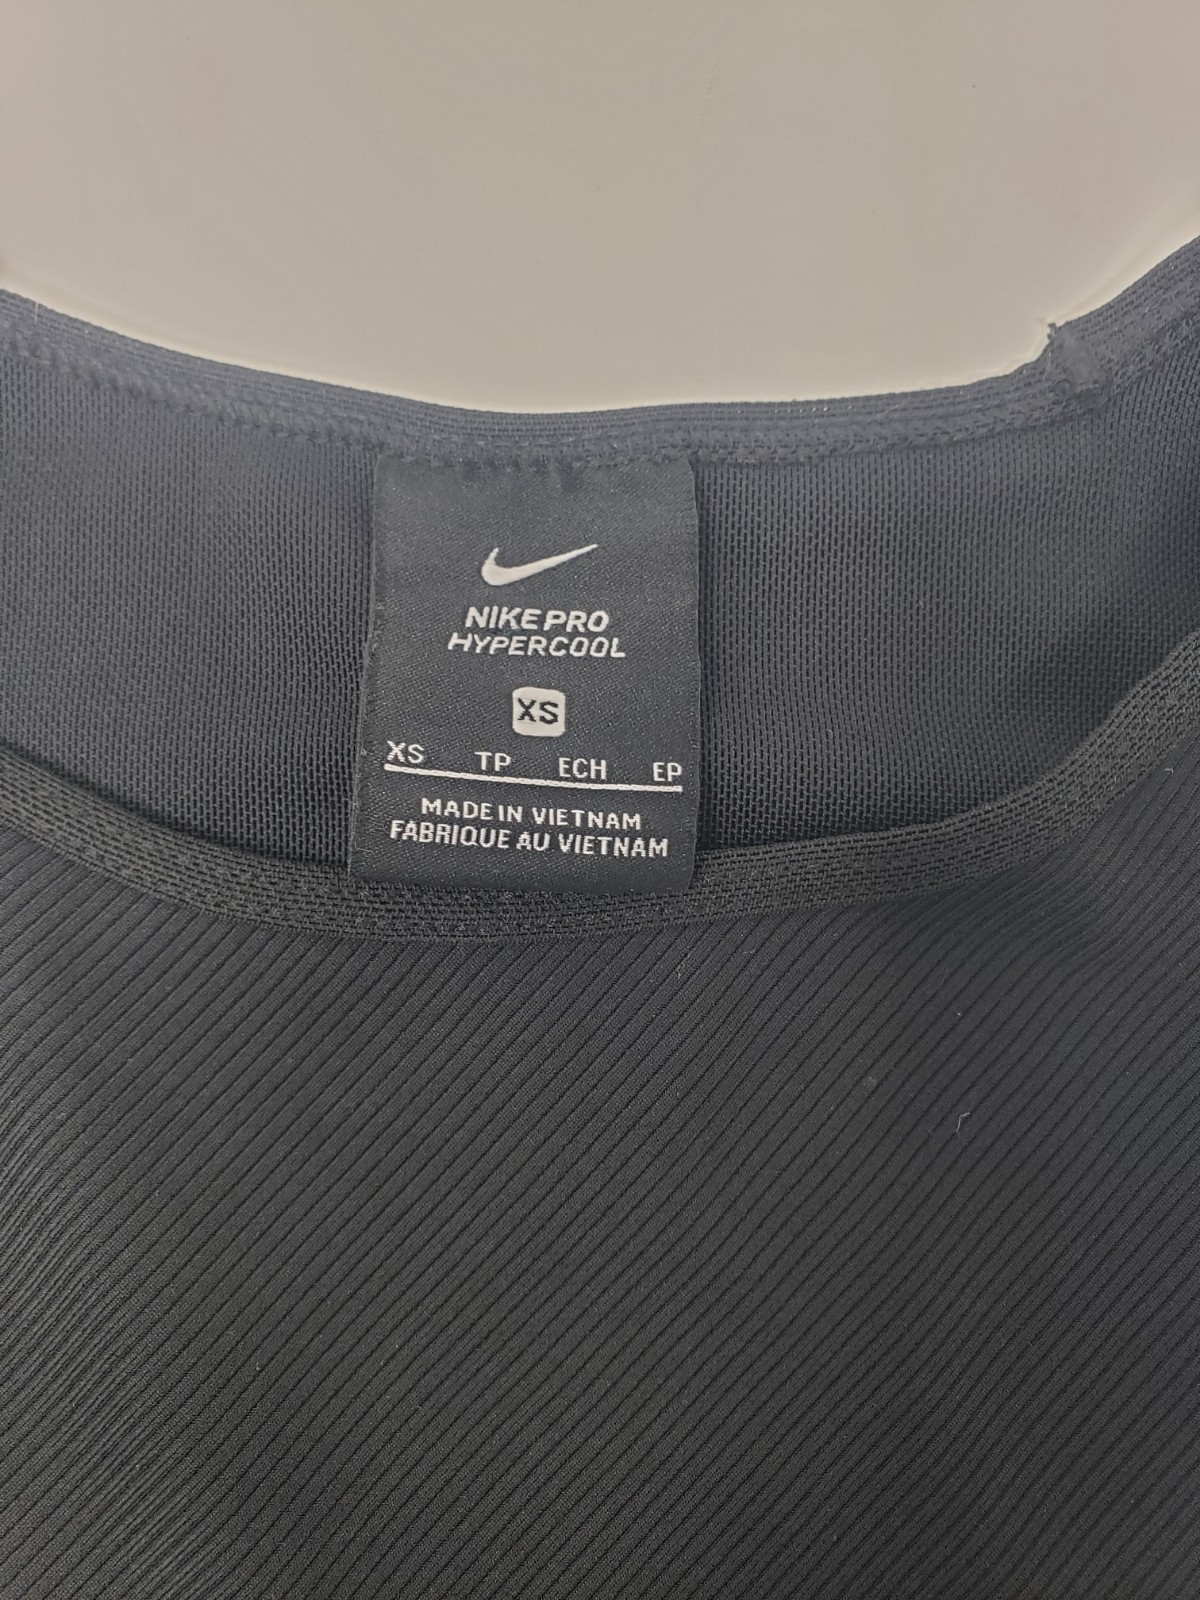 NIKE PRO
HYPERCOOL
XS
XS TP ECH EP
MADE IN VIETNAM
FABRIQUE AU VIETNAM